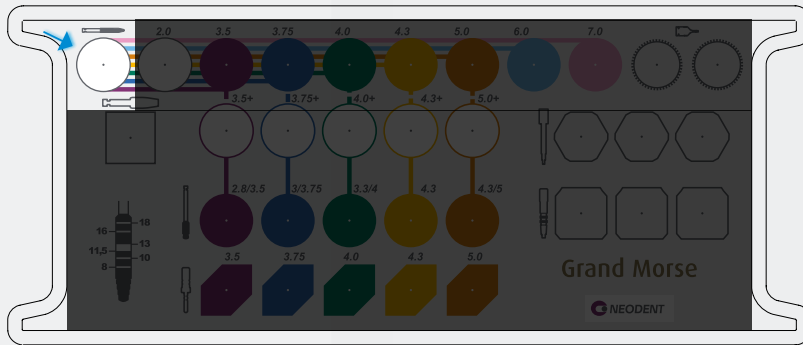 2.0 3.5 3.75 4.0 4.3 5.0 6.0 7.0
3.5+ 3.75+ 4.0+ 4.3+ 5.0+
2.8/3.5 3/3.75 3.3/4 4.3 4.3/5
18
16
13
11,5
10
8
3.5 3.75 4.0 4.3 5.0
Grand Morse
NEODENT